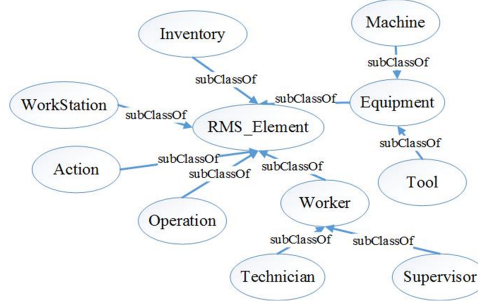 Machine
Inventory
subClassOf
subClassOf
subClassOf
WorkStation
subClassOf
Equipment
RMS_Element
subClassOf
subClassOf
Action
subClassOf
subClassOf
Tool
Worker
Operation
subClassOf
subClassOf
Technician
Supervisor